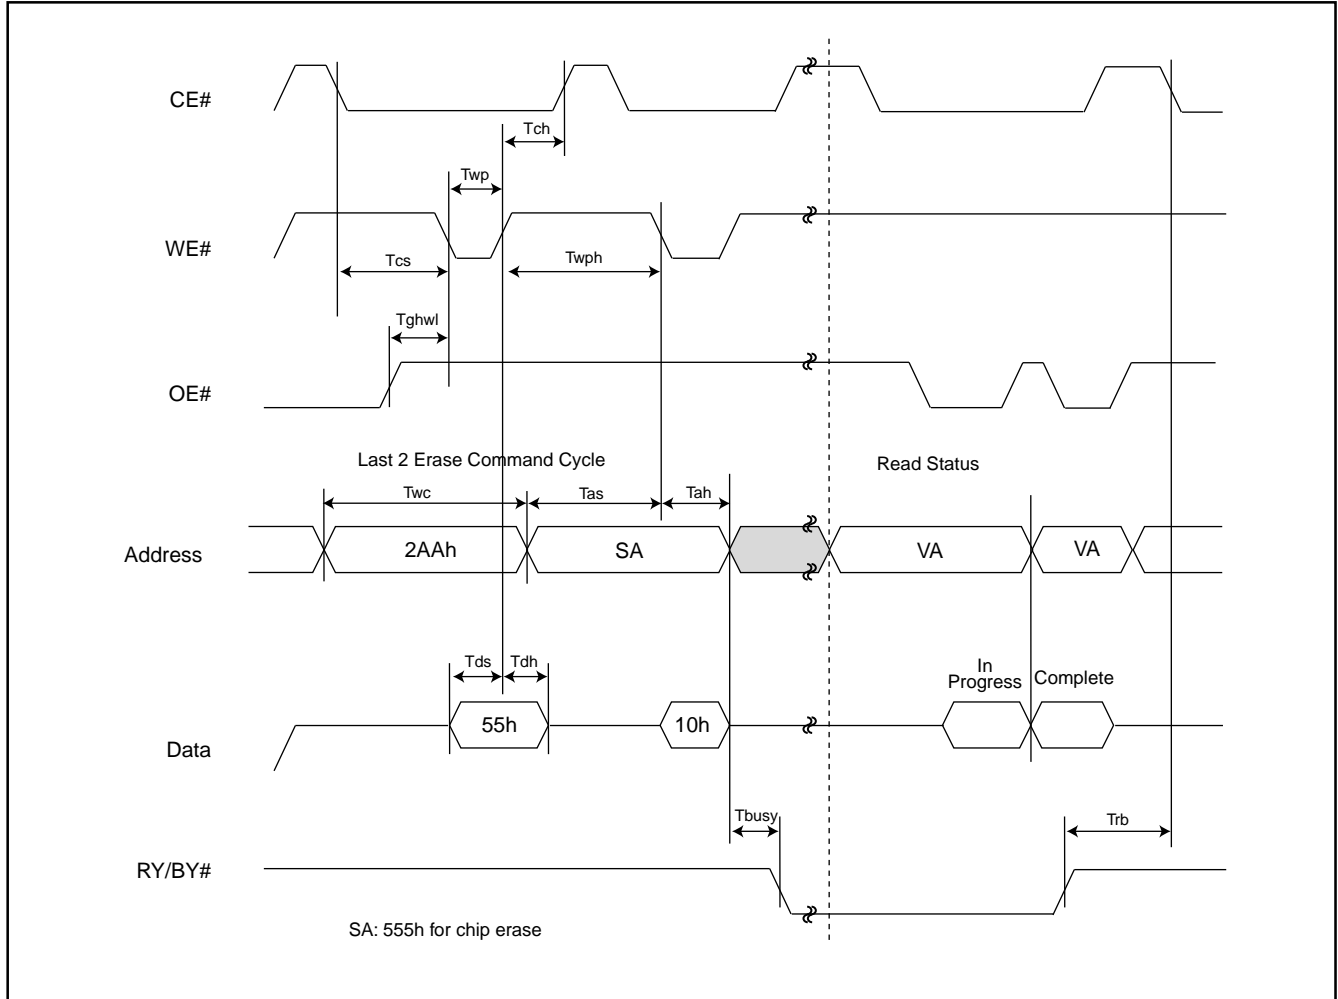 CE#
Tch
Twp
WE#
Tcs
Twph
Tghwl
OE#
Last 2 Erase Command Cycle
Read Status
Twc
Tas
Tah
Address
2AAh
SA
VA
VA
Tds
Tdh
In
Progress
Complete
55h
10h
Data
Tbusy
Trb
RY/BY#
SA: 555h for chip erase